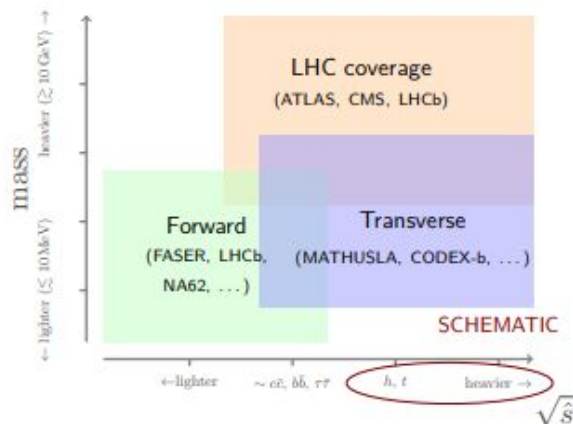 LHC coverage
(ATLAS, CMS, LHCb)
Forward
(FASER, LHCb,
NA62, ...)
Transverse
(MATHUSLA, CODEX-b, ...)
SCHEMATIC
mass
heavier (≳ 10 GeV) →
← lighter (≲ 10 MeV)
←lighter
∼ cc̄, bb̄, ττ̄
h, t
heavier →
√ŝ